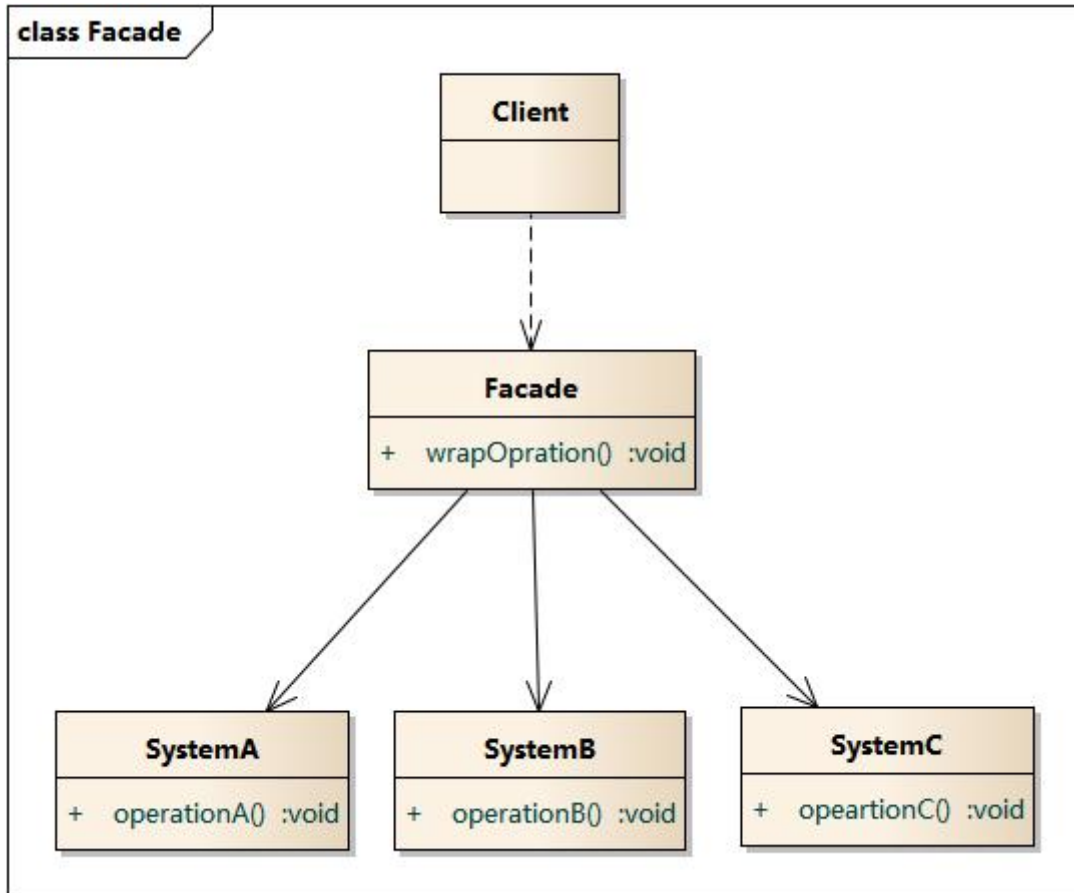 class Facade
Client
Facade
+ wrapOpration() :void
SystemA
+ operationA() :void
SystemB
+ operationB() :void
SystemC
+ opeartionC() :void